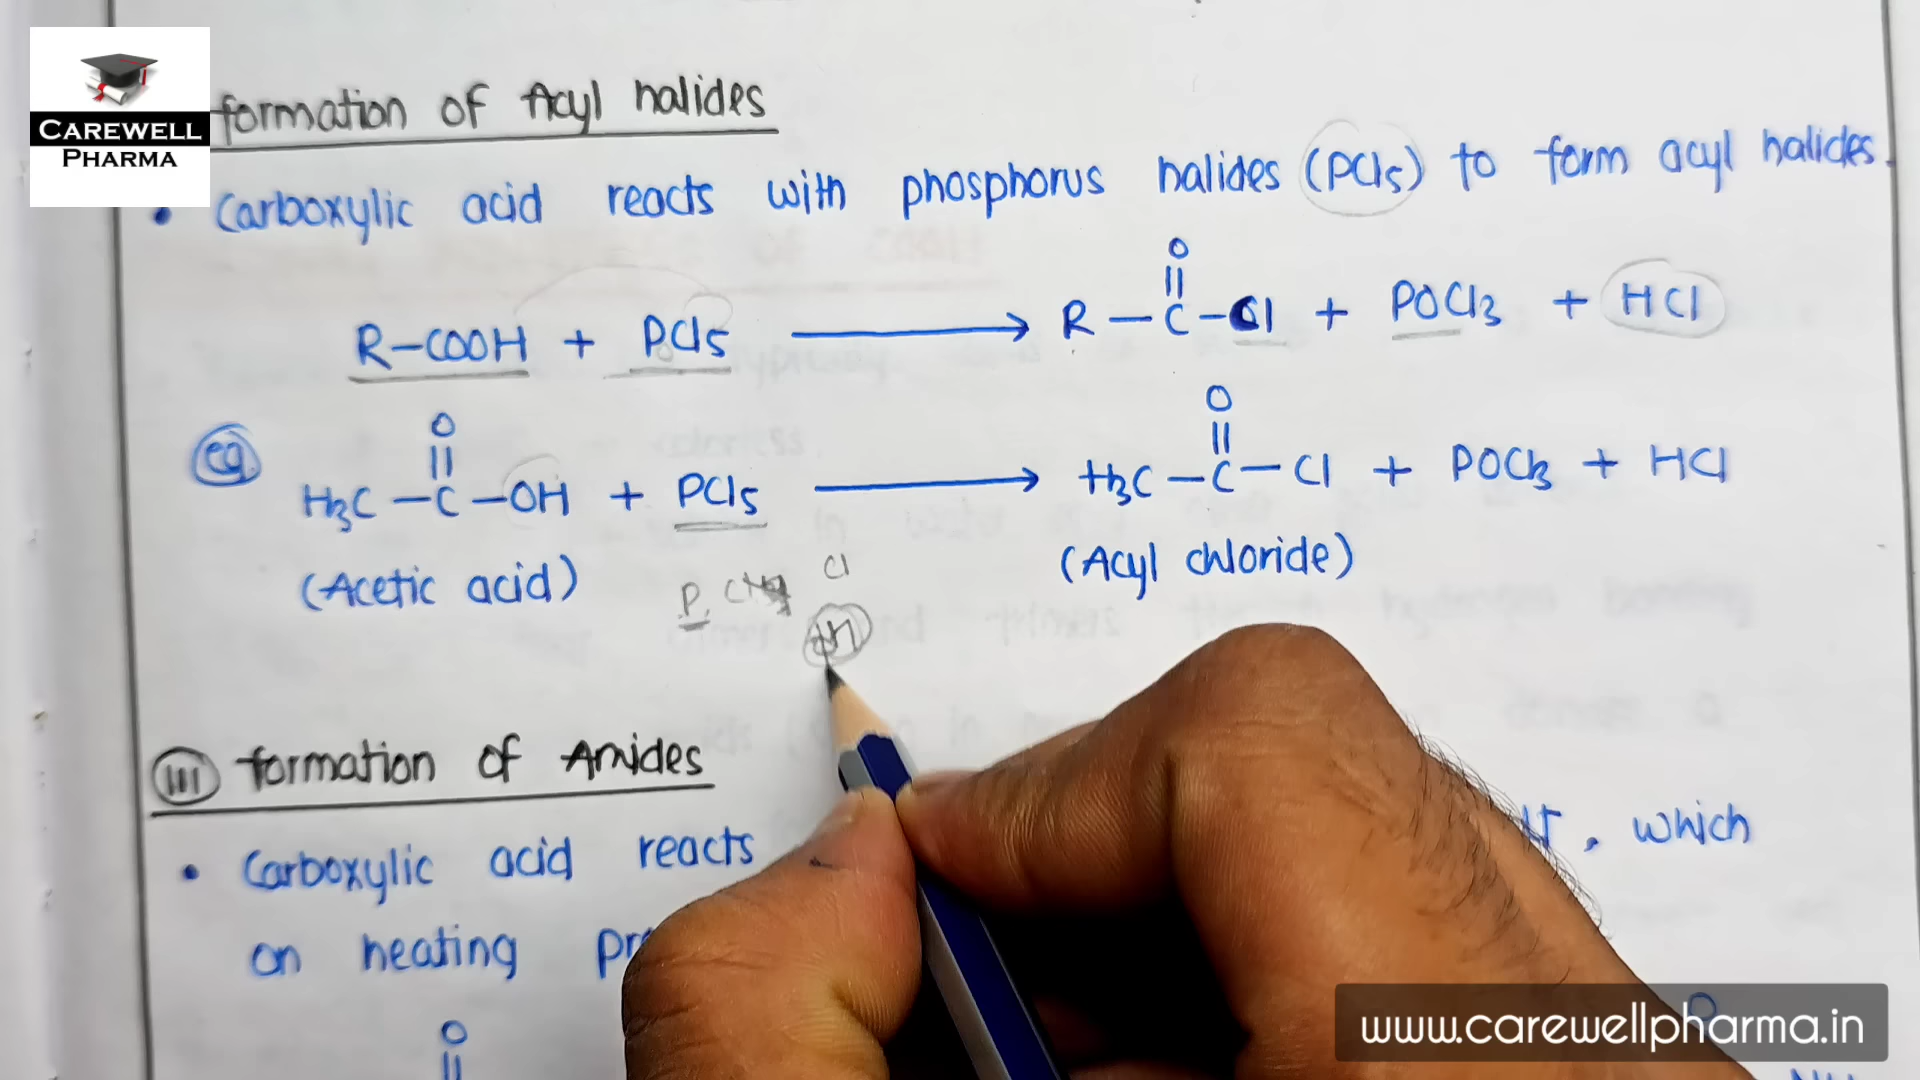 CAREWELL
PHARMA
formation of Acyl halides
• Carboxylic acid reacts with phosphorus halides (PCl5) to form acyl halides.
O
||
R-COOH + PCl5 → R-C-Cl + POCl3 + HCl
eg
O O
|| ||
H3C-C-OH + PCl5 → H3C-C-Cl + POCl3 + HCl
(Acetic acid) (Acyl chloride)
P Cl
Cl
OH
(III) formation of Amides
• Carboxylic acid reacts , which
on heating
O
||
www.carewellpharma.in